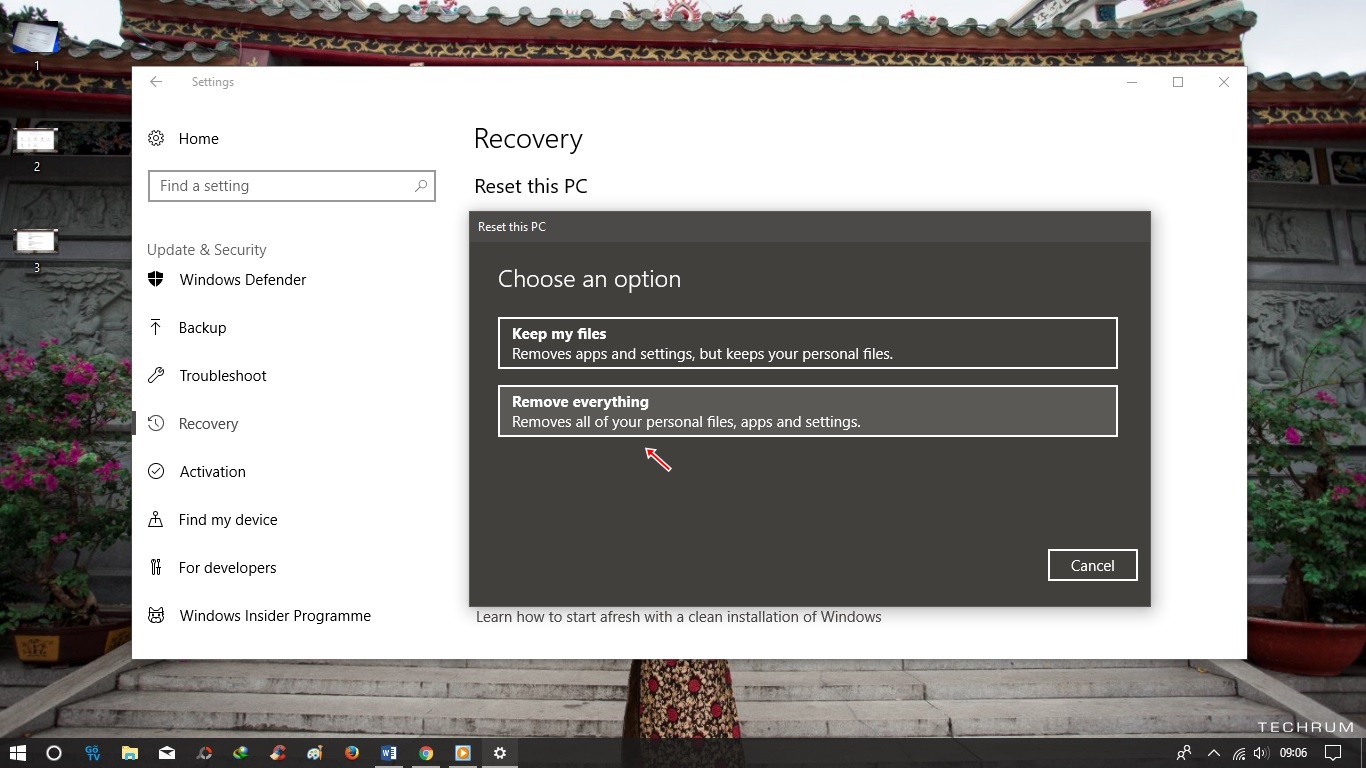 1
2
3
Settings
Home
Find a setting
Update & Security
Windows Defender
Backup
Troubleshoot
Recovery
Activation
Find my device
For developers
Windows Insider Programme
Recovery
Reset this PC
Reset this PC
Choose an option
Keep my files
Removes apps and settings, but keeps your personal files.
Remove everything
Removes all of your personal files, apps and settings.
Cancel
Learn how to start afresh with a clean installation of Windows
TECHRUM
Gõ
TV
09:06